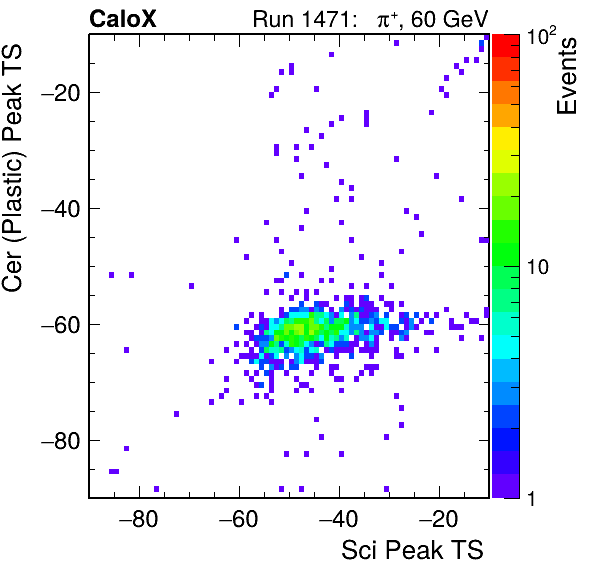 CaloX Run 1471: π⁺, 60 GeV
Cer (Plastic) Peak TS
−20
−40
−60
−80
−80 −60 −40 −20
Sci Peak TS
10²
10
1
Events